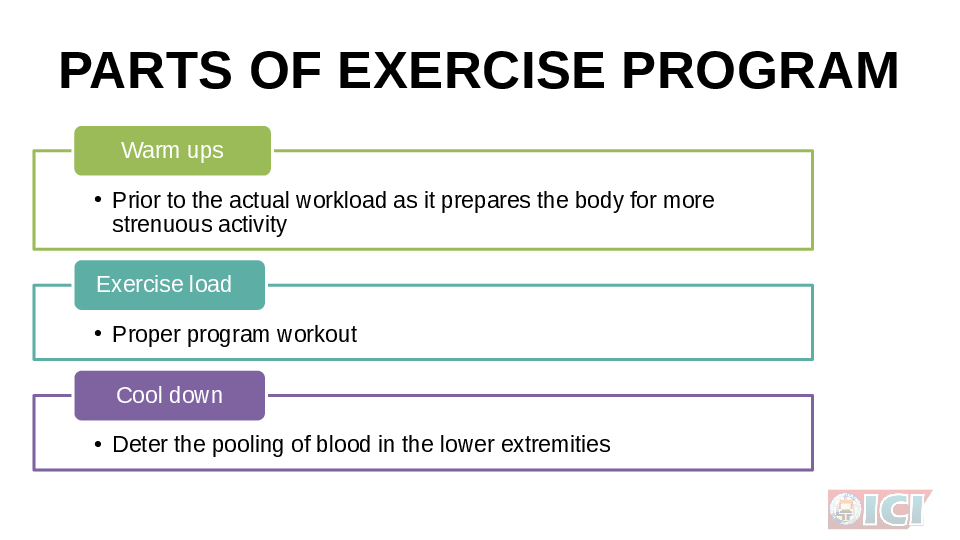 PARTS OF EXERCISE PROGRAM
Warm ups
• Prior to the actual workload as it prepares the body for more
strenuous activity
Exercise load
• Proper program workout
Cool down
• Deter the pooling of blood in the lower extremities
ICI